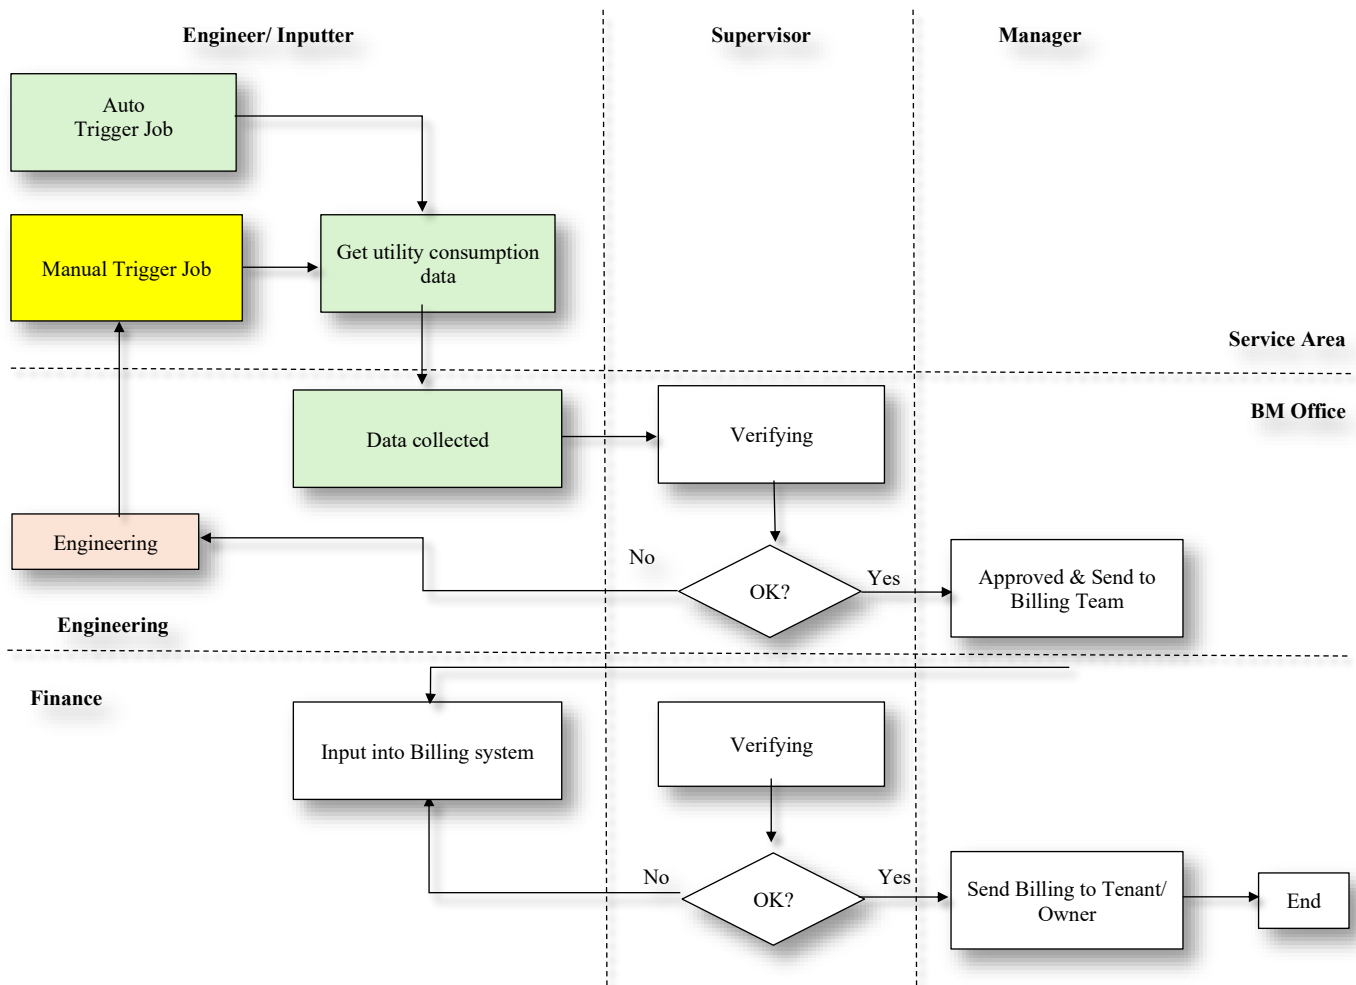 Engineer/ Inputter
Supervisor
Manager
Auto
Trigger Job
Manual Trigger Job
Get utility consumption
data
Service Area
BM Office
Data collected
Verifying
Engineering
No
OK?
Yes
Approved & Send to
Billing Team
Engineering
Finance
Input into Billing system
Verifying
No
OK?
Yes
Send Billing to Tenant/
Owner
End